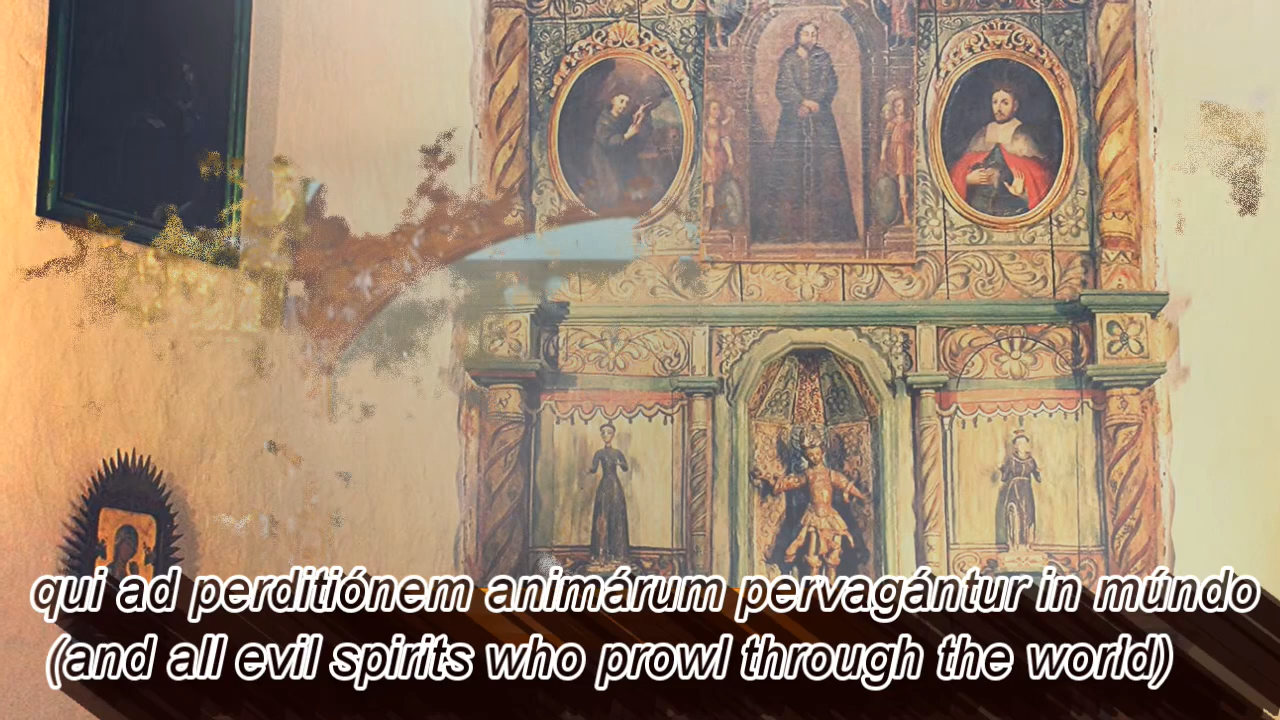 qui ad perditiónem animárum pervagántur in múndo
(and all evil spirits who prowl through the world)